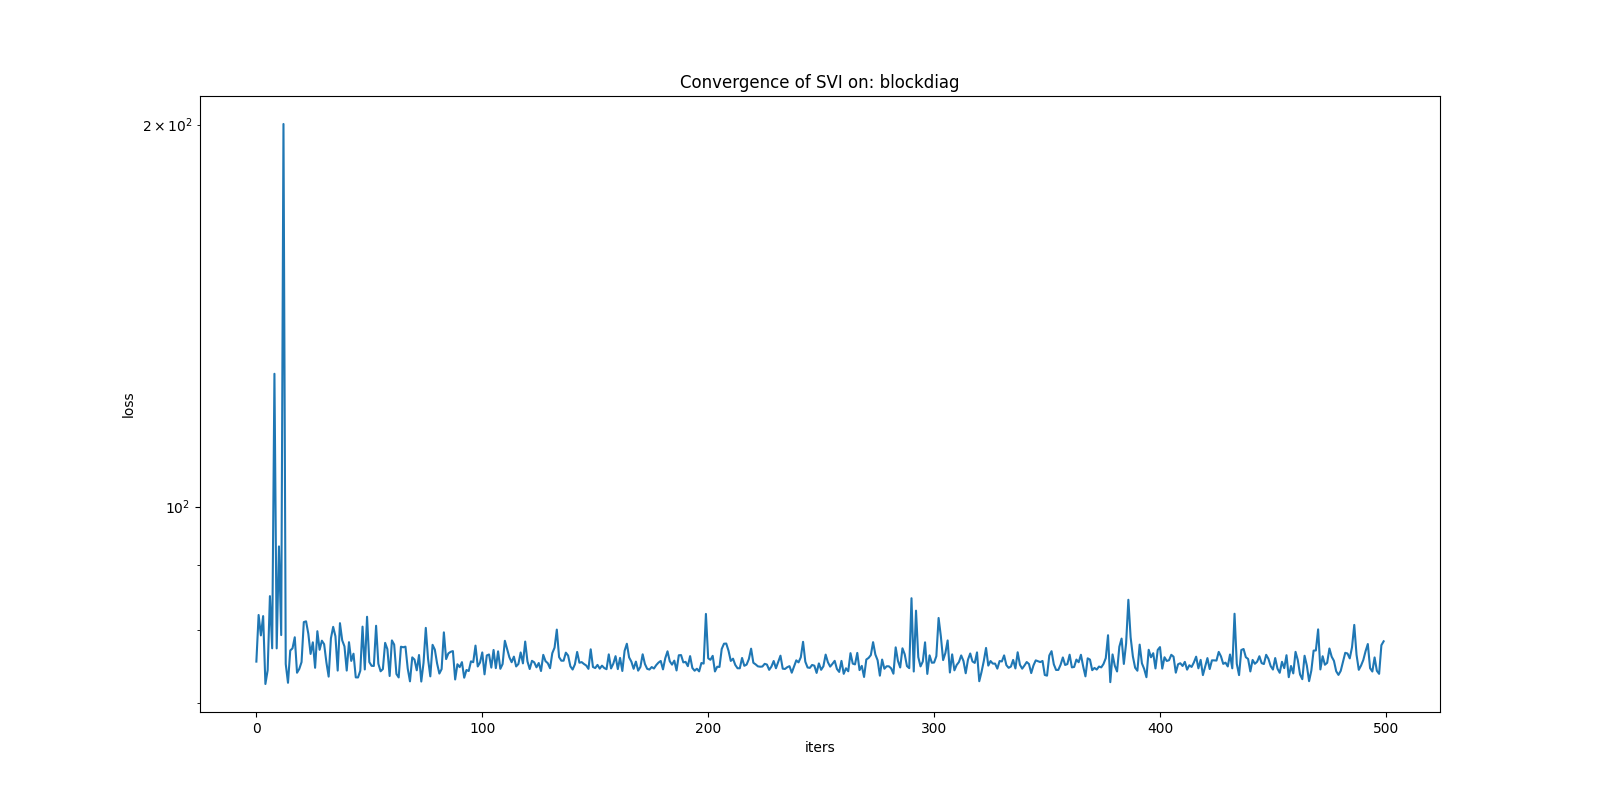 Convergence of SVI on: blockdiag
2 × 10²
10²
loss
0 100 200 300 400 500
iters